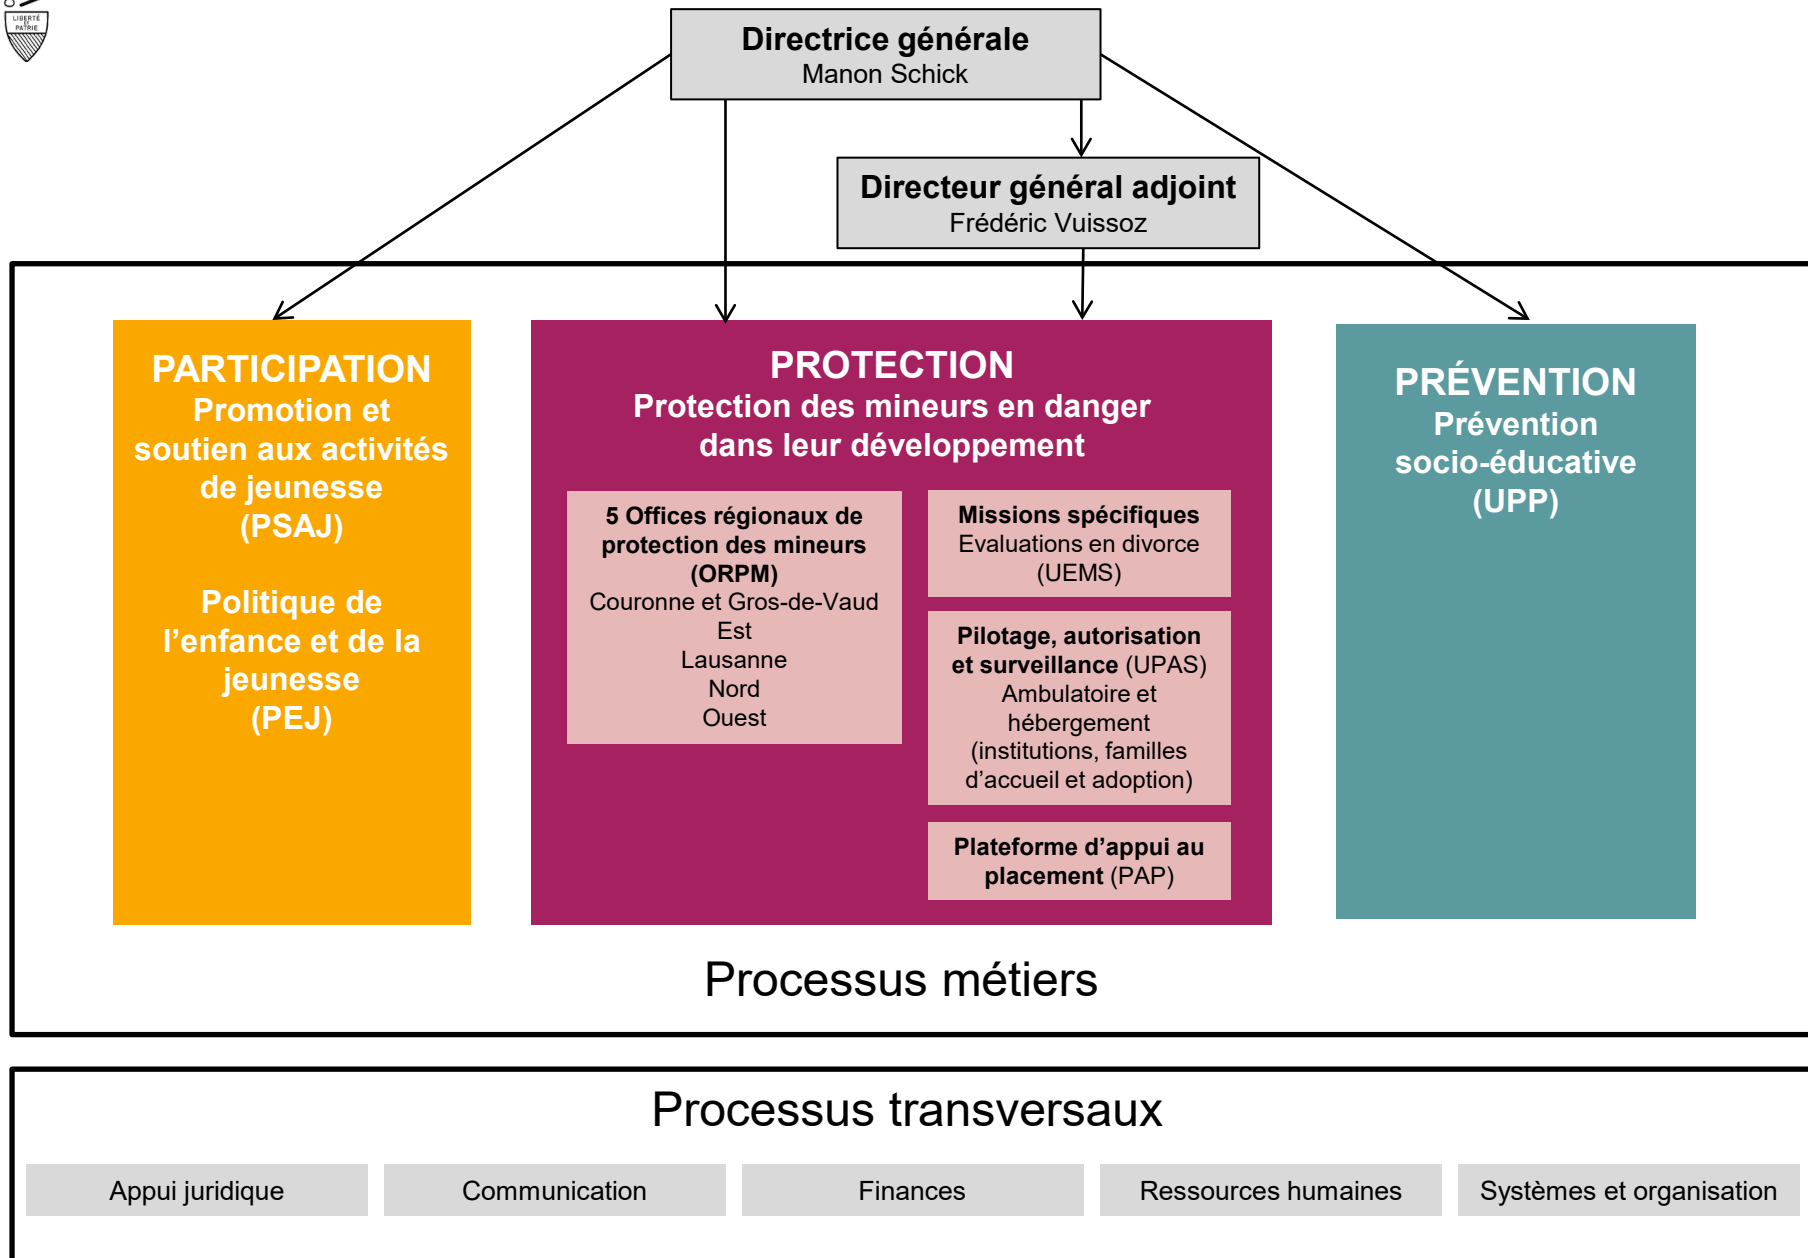 LIBERTÉ
ET
PATRIE
Directrice générale
Manon Schick
Directeur général adjoint
Frédéric Vuissoz
PARTICIPATION
Promotion et
soutien aux activités
de jeunesse
(PSAJ)
Politique de
l’enfance et de la
jeunesse
(PEJ)
PROTECTION
Protection des mineurs en danger
dans leur développement
5 Offices régionaux de
protection des mineurs
(ORPM)
Couronne et Gros-de-Vaud
Est
Lausanne
Nord
Ouest
Missions spécifiques
Evaluations en divorce
(UEMS)
Pilotage, autorisation
et surveillance (UPAS)
Ambulatoire et
hébergement
(institutions, familles
d’accueil et adoption)
Plateforme d’appui au
placement (PAP)
PRÉVENTION
Prévention
socio-éducative
(UPP)
Processus métiers
Processus transversaux
Appui juridique
Communication
Finances
Ressources humaines
Systèmes et organisation